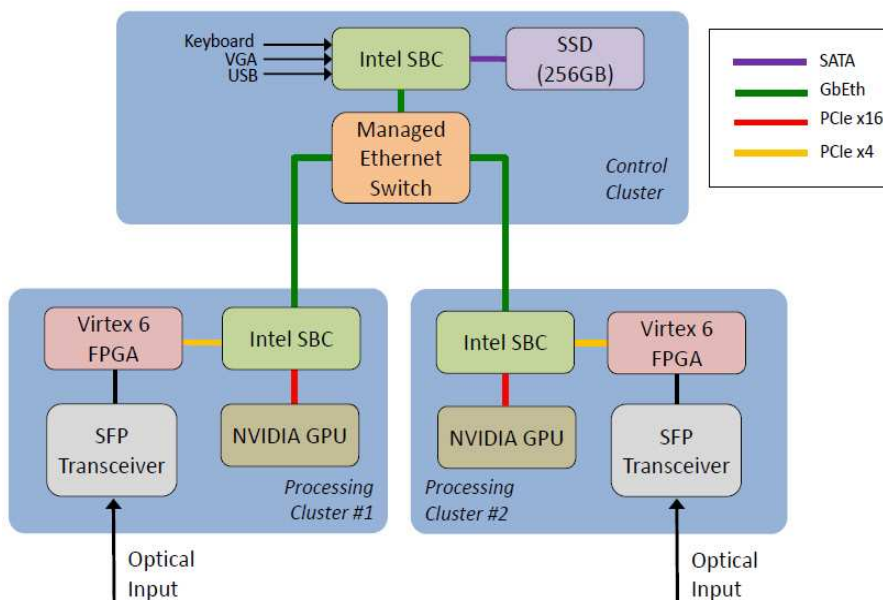 Keyboard
VGA
USB
Intel SBC
SSD
(256GB)
Managed
Ethernet
Switch
Control
Cluster
SATA
GbEth
PCIe x16
PCIe x4
Virtex 6
FPGA
Intel SBC
SFP
Transceiver
NVIDIA GPU
Processing
Cluster #1
Optical
Input
Intel SBC
Virtex 6
FPGA
NVIDIA GPU
SFP
Transceiver
Processing
Cluster #2
Optical
Input